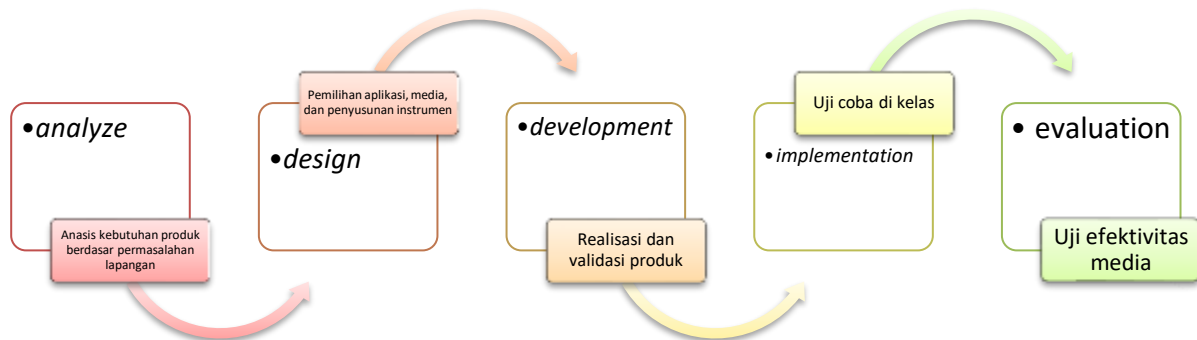 •analyze
Anasis kebutuhan produk
berdasar permasalahan
lapangan
Pemilihan aplikasi, media,
dan penyusunan instrumen
•design
•development
Realisasi dan
validasi produk
Uji coba di kelas
•implementation
• evaluation
Uji efektivitas
media